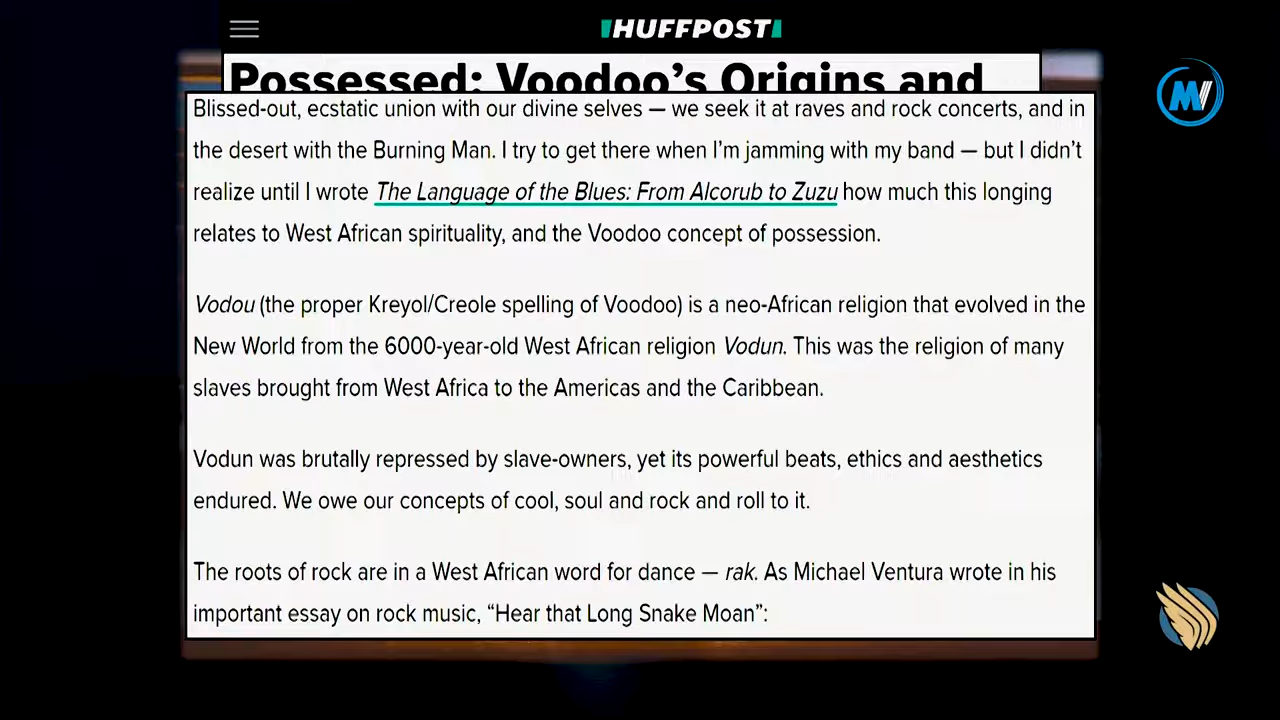 HUFFPOST
Possessed: Voodoo's Origins and
Blissed-out, ecstatic union with our divine selves — we seek it at raves and rock concerts, and in
the desert with the Burning Man. I try to get there when I'm jamming with my band — but I didn't
realize until I wrote The Language of the Blues: From Alcorub to Zuzu how much this longing
relates to West African spirituality, and the Voodoo concept of possession.
Vodou (the proper Kreyol/Creole spelling of Voodoo) is a neo-African religion that evolved in the
New World from the 6000-year-old West African religion Vodun. This was the religion of many
slaves brought from West Africa to the Americas and the Caribbean.
Vodun was brutally repressed by slave-owners, yet its powerful beats, ethics and aesthetics
endured. We owe our concepts of cool, soul and rock and roll to it.
The roots of rock are in a West African word for dance — rak. As Michael Ventura wrote in his
important essay on rock music, “Hear that Long Snake Moan”: